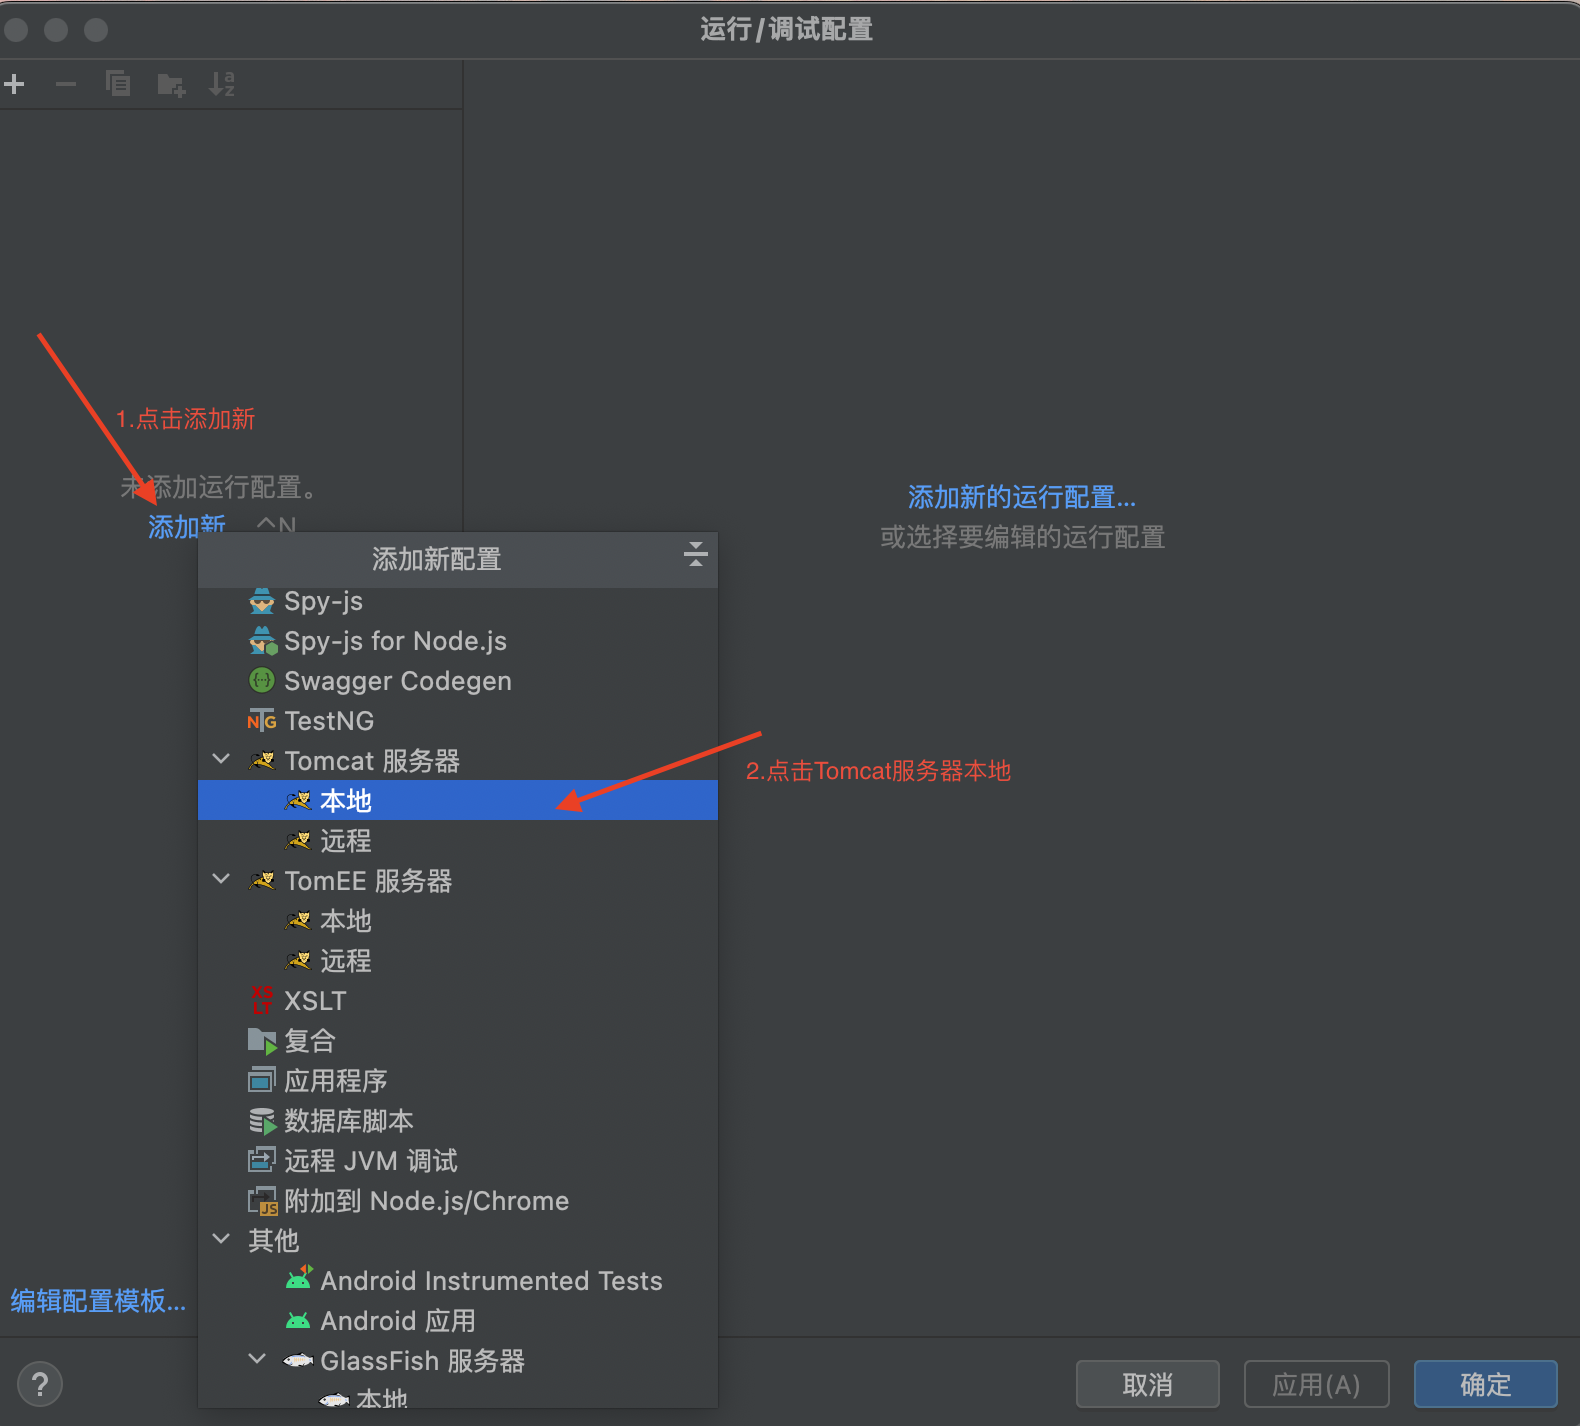 运行/调试配置
1.点击添加新
未添加运行配置。
添加新 ^N
添加新的运行配置...
或选择要编辑的运行配置
添加新配置
Spy-js
Spy-js for Node.js
Swagger Codegen
TestNG
Tomcat 服务器
本地
2.点击Tomcat服务器本地
远程
TomEE 服务器
本地
远程
XSLT
复合
应用程序
数据库脚本
远程 JVM 调试
附加到 Node.js/Chrome
其他
Android Instrumented Tests
Android 应用
GlassFish 服务器
本地
编辑配置模板...
?
取消
应用(A)
确定